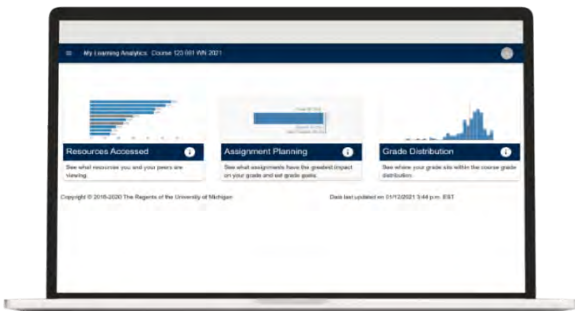 My Learning Analytics: Course 123 001 WN 2021
Resources Accessed
See what resources you and your peers are
viewing.
Assignment Planning
See what assignments have the greatest impact
on your grade and set grade goals.
Grade Distribution
See where your grade sits within the course grade
distribution.
Copyright © 2016-2020 The Regents of the University of Michigan
Data last updated on 01/12/2021 5:44 p.m. EST